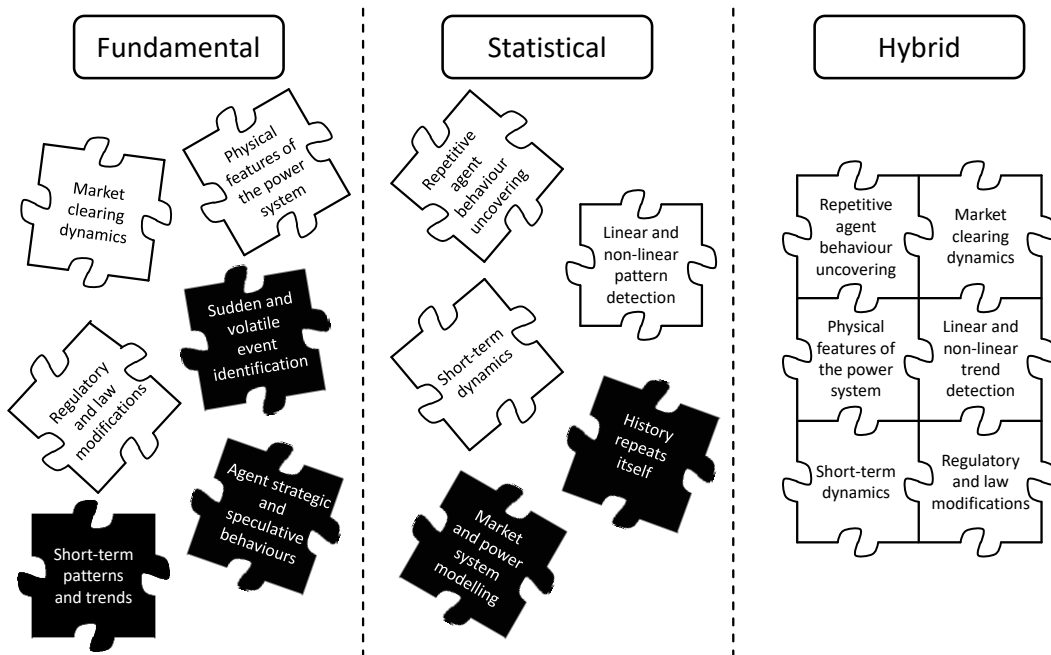 Fundamental
Market
clearing
dynamics
Physical
features of
the power
system
Sudden and
volatile
event
identification
Regulatory
and law
modifications
Agent strategic
and
speculative
behaviours
Short-term
patterns
and trends
Statistical
Repetitive
agent
behaviour
uncovering
Linear and
non-linear
pattern
detection
Short-term
dynamics
History
repeats
itself
Market
and power
system
modelling
Hybrid
Repetitive
agent
behaviour
uncovering
Market
clearing
dynamics
Physical
features of
the power
system
Linear and
non-linear
trend
detection
Short-term
dynamics
Regulatory
and law
modifications